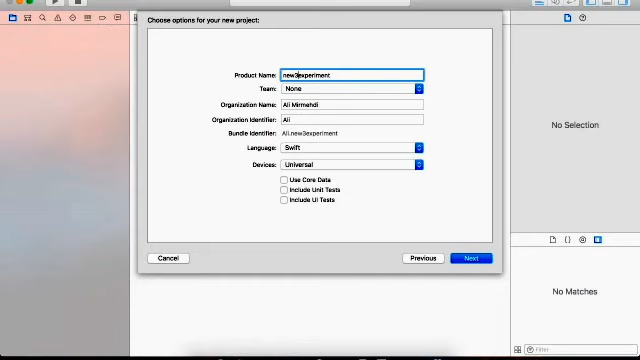 Choose options for your new project:
Product Name: new3experiment
Team: None
Organization Name: Ali Mirmehdi
Organization Identifier: Ali
Bundle Identifier: Ali.new3experiment
Language: Swift
Devices: Universal
Use Core Data
Include Unit Tests
Include UI Tests
Cancel
Previous
Next
No Selection
No Matches
Filter